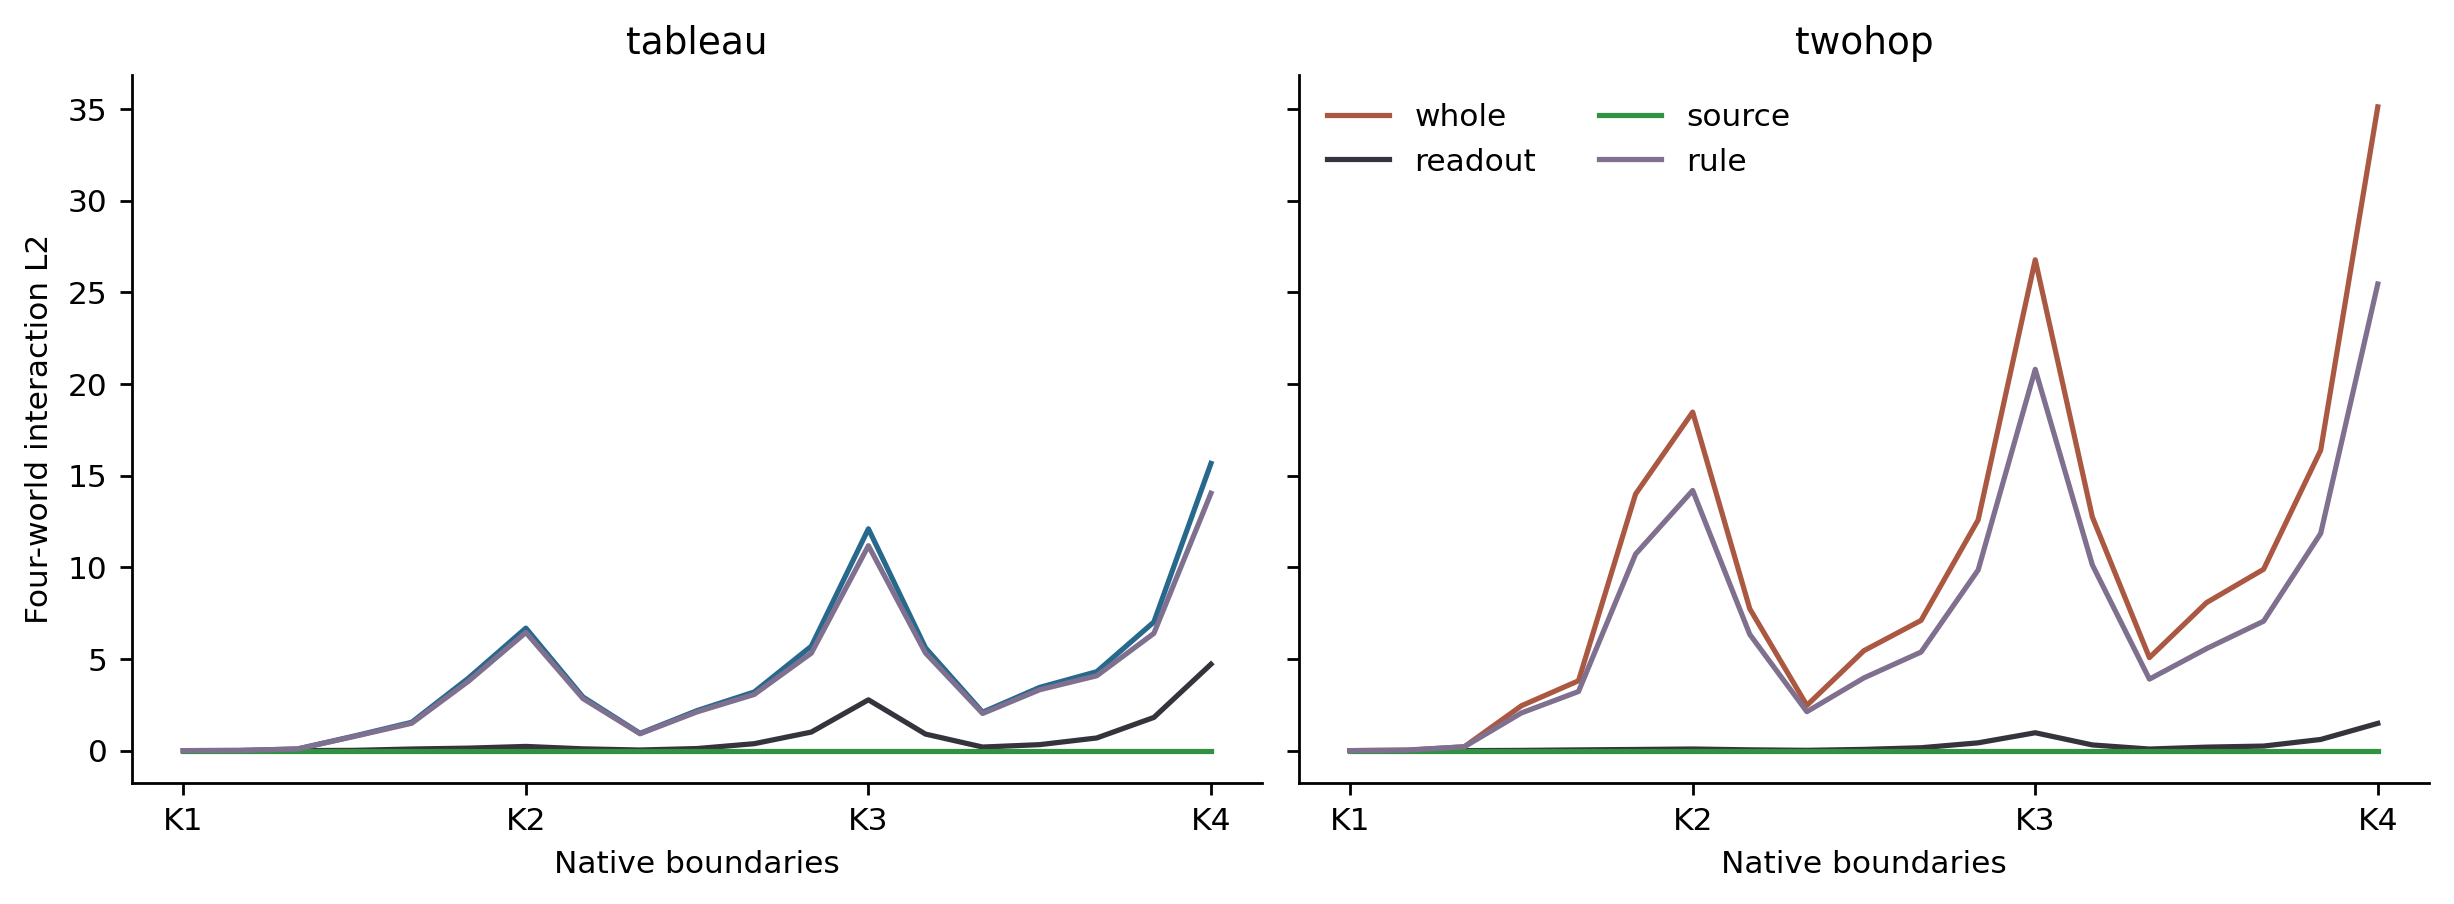 tableau
Four-world interaction L2
35
30
25
20
15
10
5
0
K1 K2 K3 K4
Native boundaries
twohop
whole source
readout rule
K1 K2 K3 K4
Native boundaries